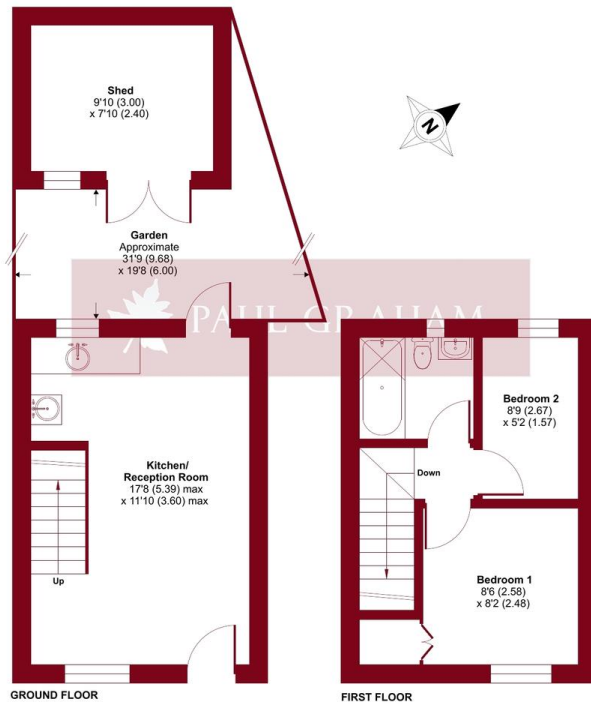 Shed
9'10 (3.00)
x 7'10 (2.40)
N
Garden
Approximate
31'9 (9.68)
x 19'8 (6.00)
PAUL GRAHAM
Kitchen/
Reception Room
17'8 (5.39) max
x 11'10 (3.60) max
Up
GROUND FLOOR
Bedroom 2
8'9 (2.67)
x 5'2 (1.57)
Down
Bedroom 1
8'6 (2.58)
x 8'2 (2.48)
FIRST FLOOR